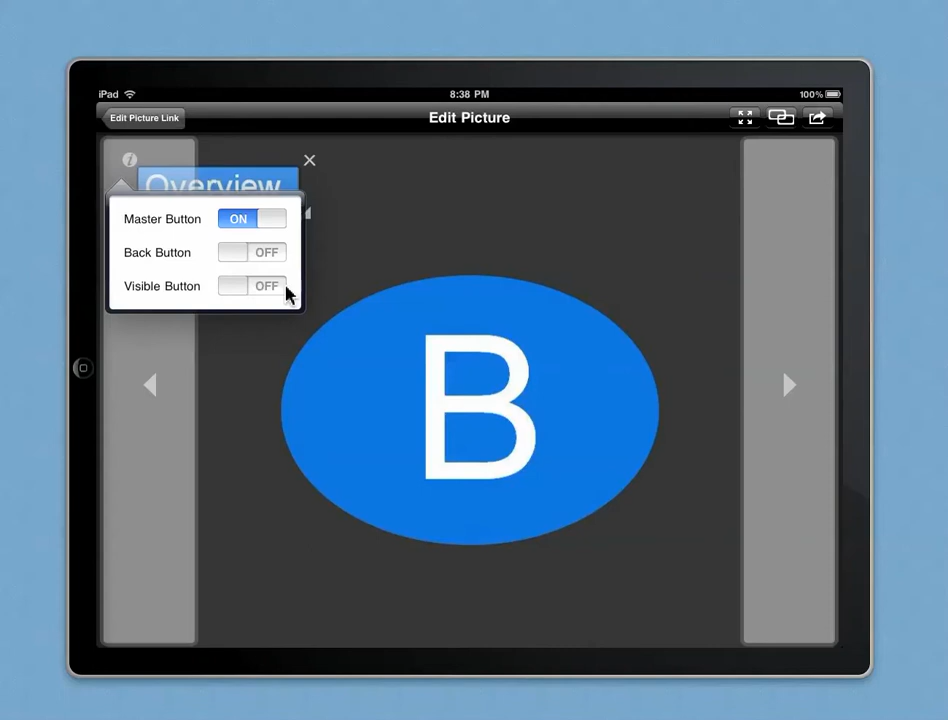 iPad 8:38 PM 100%
Edit Picture Link Edit Picture
Overview
Master Button ON
Back Button OFF
Visible Button OFF
B